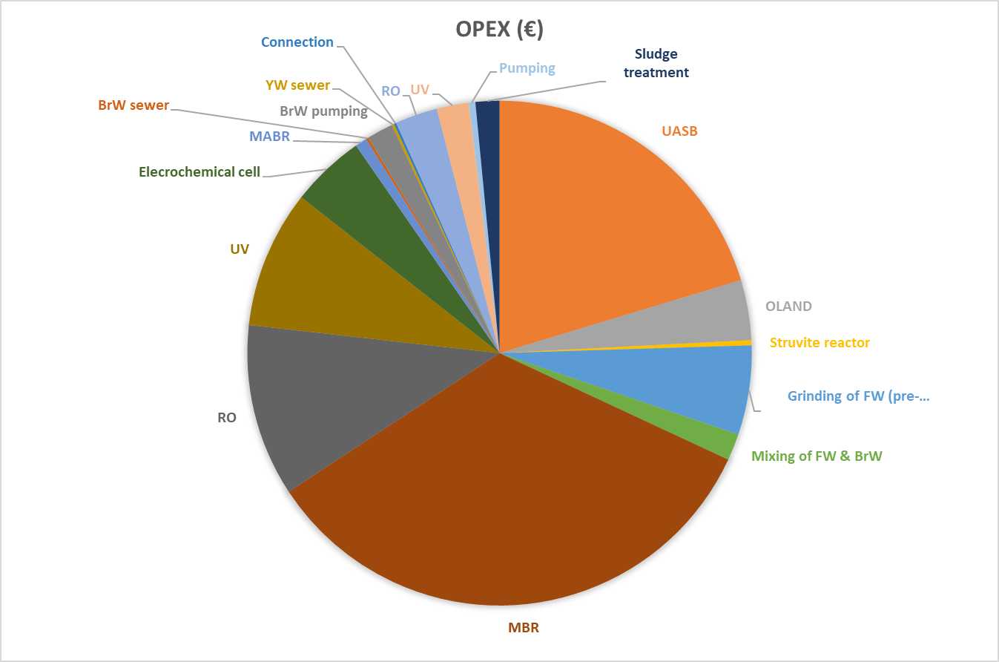 OPEX (€)
Connection
Sludge
treatment
Pumping
YW sewer
RO
UV
BrW sewer
BrW pumping
MABR
UASB
Elecrochemical cell
UV
OLAND
Struvite reactor
Grinding of FW (pre-...
RO
Mixing of FW & BrW
MBR